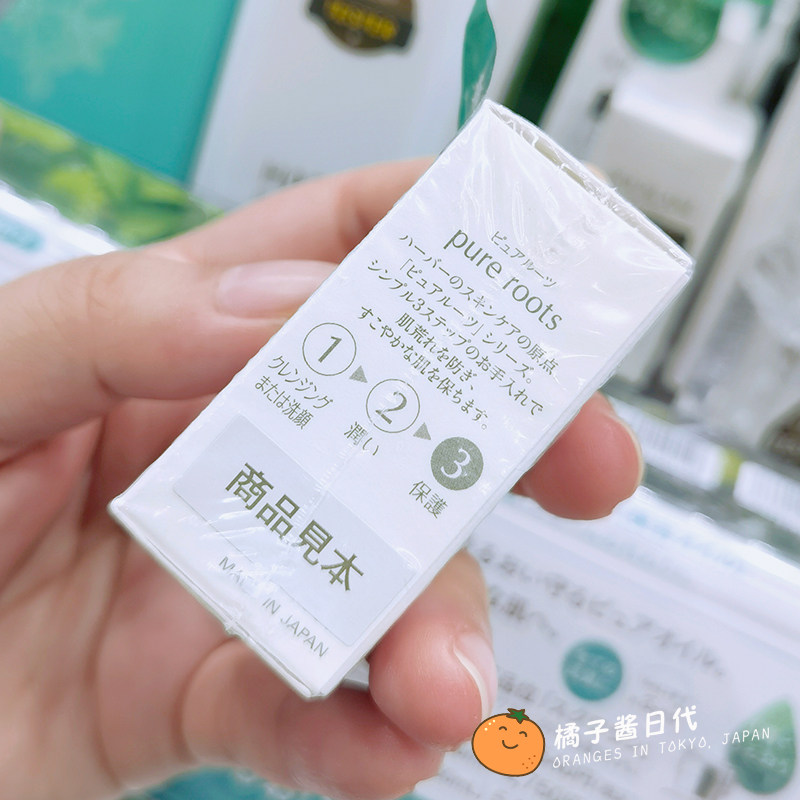 ピュアルーツ
pure roots
ハーバーのスキンケアの原点
「ピュアルーツ」シリーズ。
シンプル3ステップのお手入れで
肌荒れを防ぎ、
すこやかな肌を保ちます。
1
クレンジング
または洗顔
2
潤い
3
保護
商品見本
MADE IN JAPAN
橘子酱日代
ORANGES IN TOKYO, JAPAN